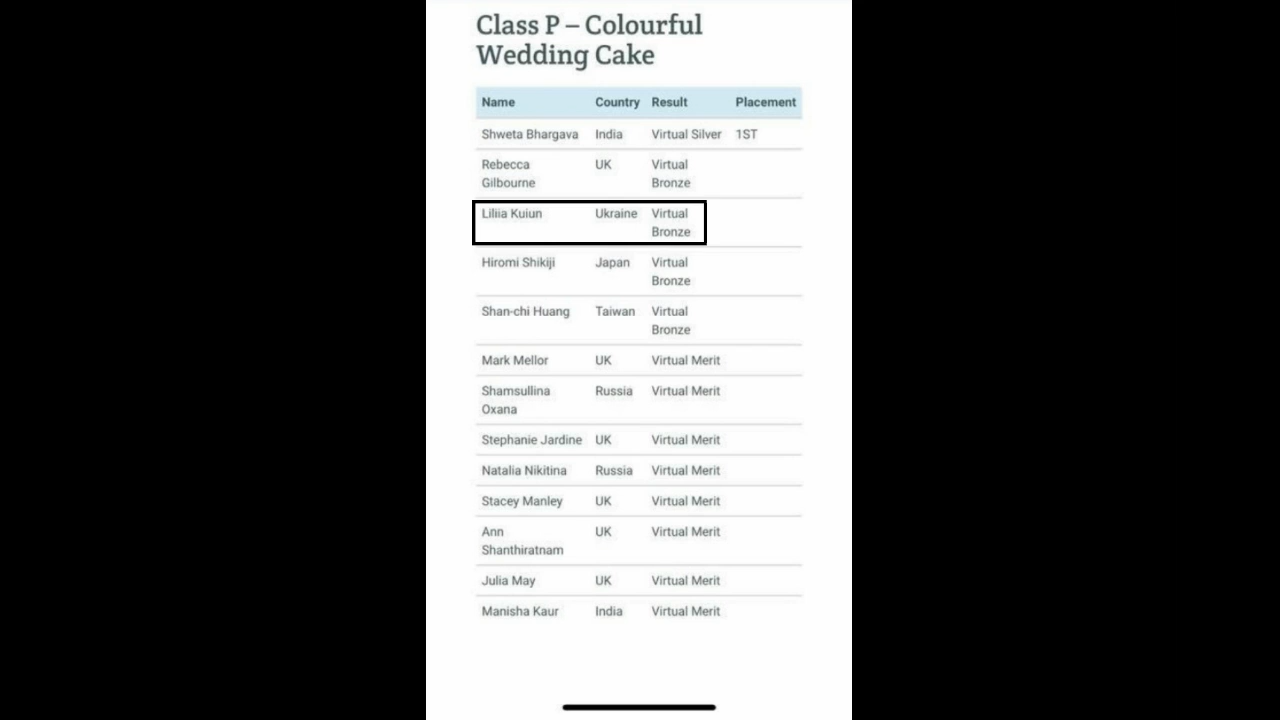 Class P – Colourful
Wedding Cake
Name Country Result Placement
Shweta Bhargava India Virtual Silver 1ST
Rebecca UK Virtual
Gilbourne Bronze
Liliia Kuiun Ukraine Virtual
Bronze
Hiromi Shikiji Japan Virtual
Bronze
Shan-chi Huang Taiwan Virtual
Bronze
Mark Mellor UK Virtual Merit
Shamsullina Russia Virtual Merit
Oxana
Stephanie Jardine UK Virtual Merit
Natalia Nikitina Russia Virtual Merit
Stacey Manley UK Virtual Merit
Ann UK Virtual Merit
Shanthiratnam
Julia May UK Virtual Merit
Manisha Kaur India Virtual Merit